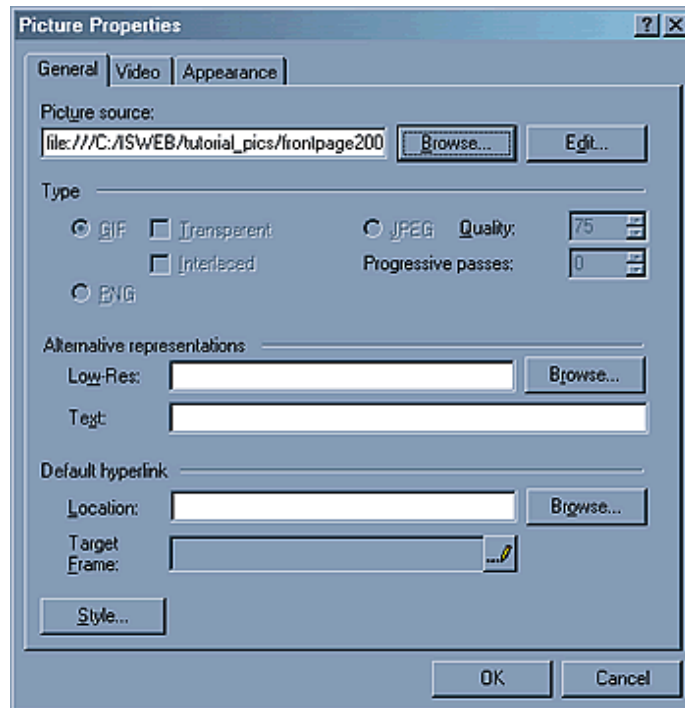 Picture Properties
General Video Appearance
Picture source:
file:///C:/ISWEB/tutorial_pics/frontpage200 Browse... Edit...
Type
GIF Transparent JPEG Quality: 75
Interlaced Progressive passes: 0
PNG
Alternative representations
Low-Res: Browse...
Text:
Default hyperlink
Location: Browse...
Target
Frame:
Style...
OK Cancel